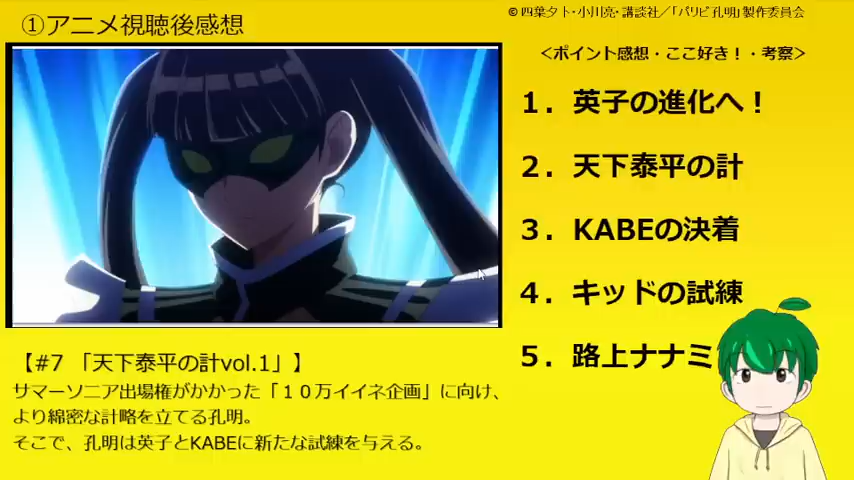 ①アニメ視聴後感想
© 四葉夕ト・小川亮・講談社／「パリピ孔明」製作委員会
＜ポイント感想・ここ好き！・考察＞
１．英子の進化へ！
２．天下泰平の計
３．KABEの決着
４．キッドの試練
５．路上ナナミ
【#7 「天下泰平の計vol.1」】
サマーソニア出場権がかかった「１０万イイネ企画」に向け、
より綿密な計略を立てる孔明。
そこで、孔明は英子とKABEに新たな試練を与える。